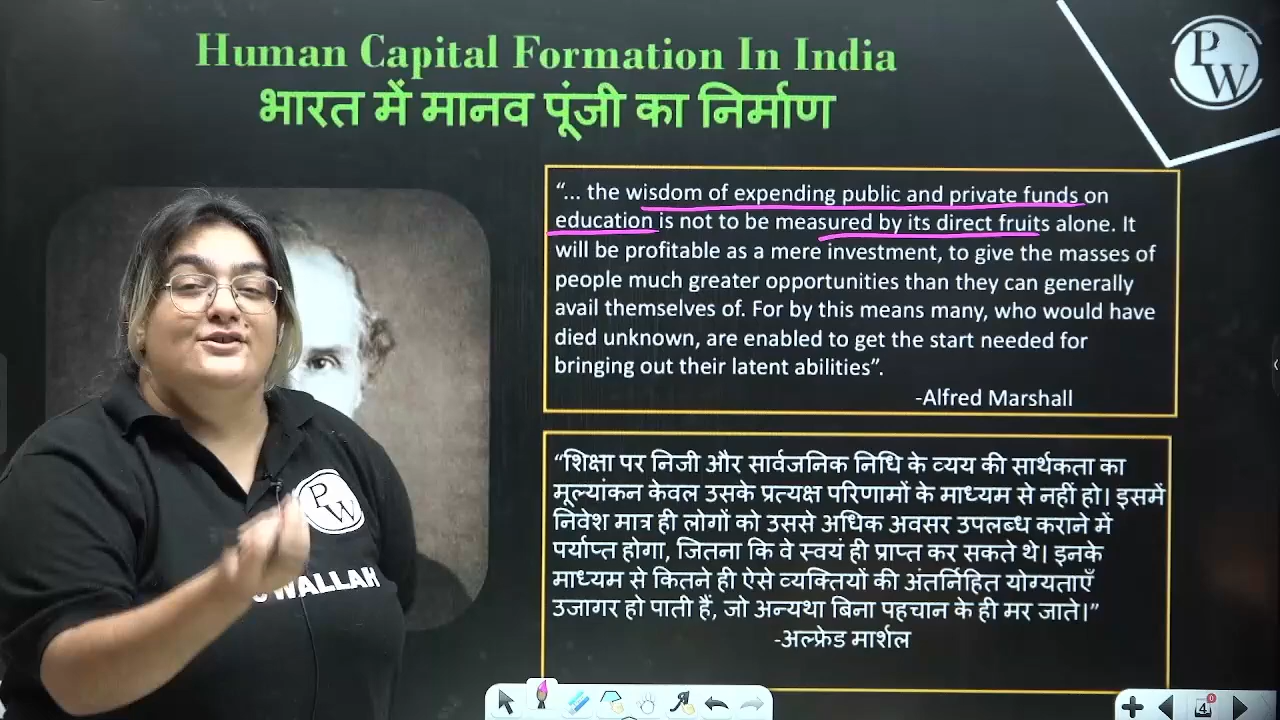 Human Capital Formation In India
भारत में मानव पूंजी का निर्माण
PW
“... the wisdom of expending public and private funds on
education is not to be measured by its direct fruits alone. It
will be profitable as a mere investment, to give the masses of
people much greater opportunities than they can generally
avail themselves of. For by this means many, who would have
died unknown, are enabled to get the start needed for
bringing out their latent abilities”.
-Alfred Marshall
“शिक्षा पर निजी और सार्वजनिक निधि के व्यय की सार्थकता का
मूल्यांकन केवल उसके प्रत्यक्ष परिणामों के माध्यम से नहीं हो। इसमें
निवेश मात्र ही लोगों को उससे अधिक अवसर उपलब्ध कराने में
पर्याप्त होगा, जितना कि वे स्वयं ही प्राप्त कर सकते थे। इनके
माध्यम से कितने ही ऐसे व्यक्तियों की अंतर्निहित योग्यताएँ
उजागर हो पाती हैं, जो अन्यथा बिना पहचान के ही मर जाते।”
-अल्फ्रेड मार्शल
PW
WALLAH
4